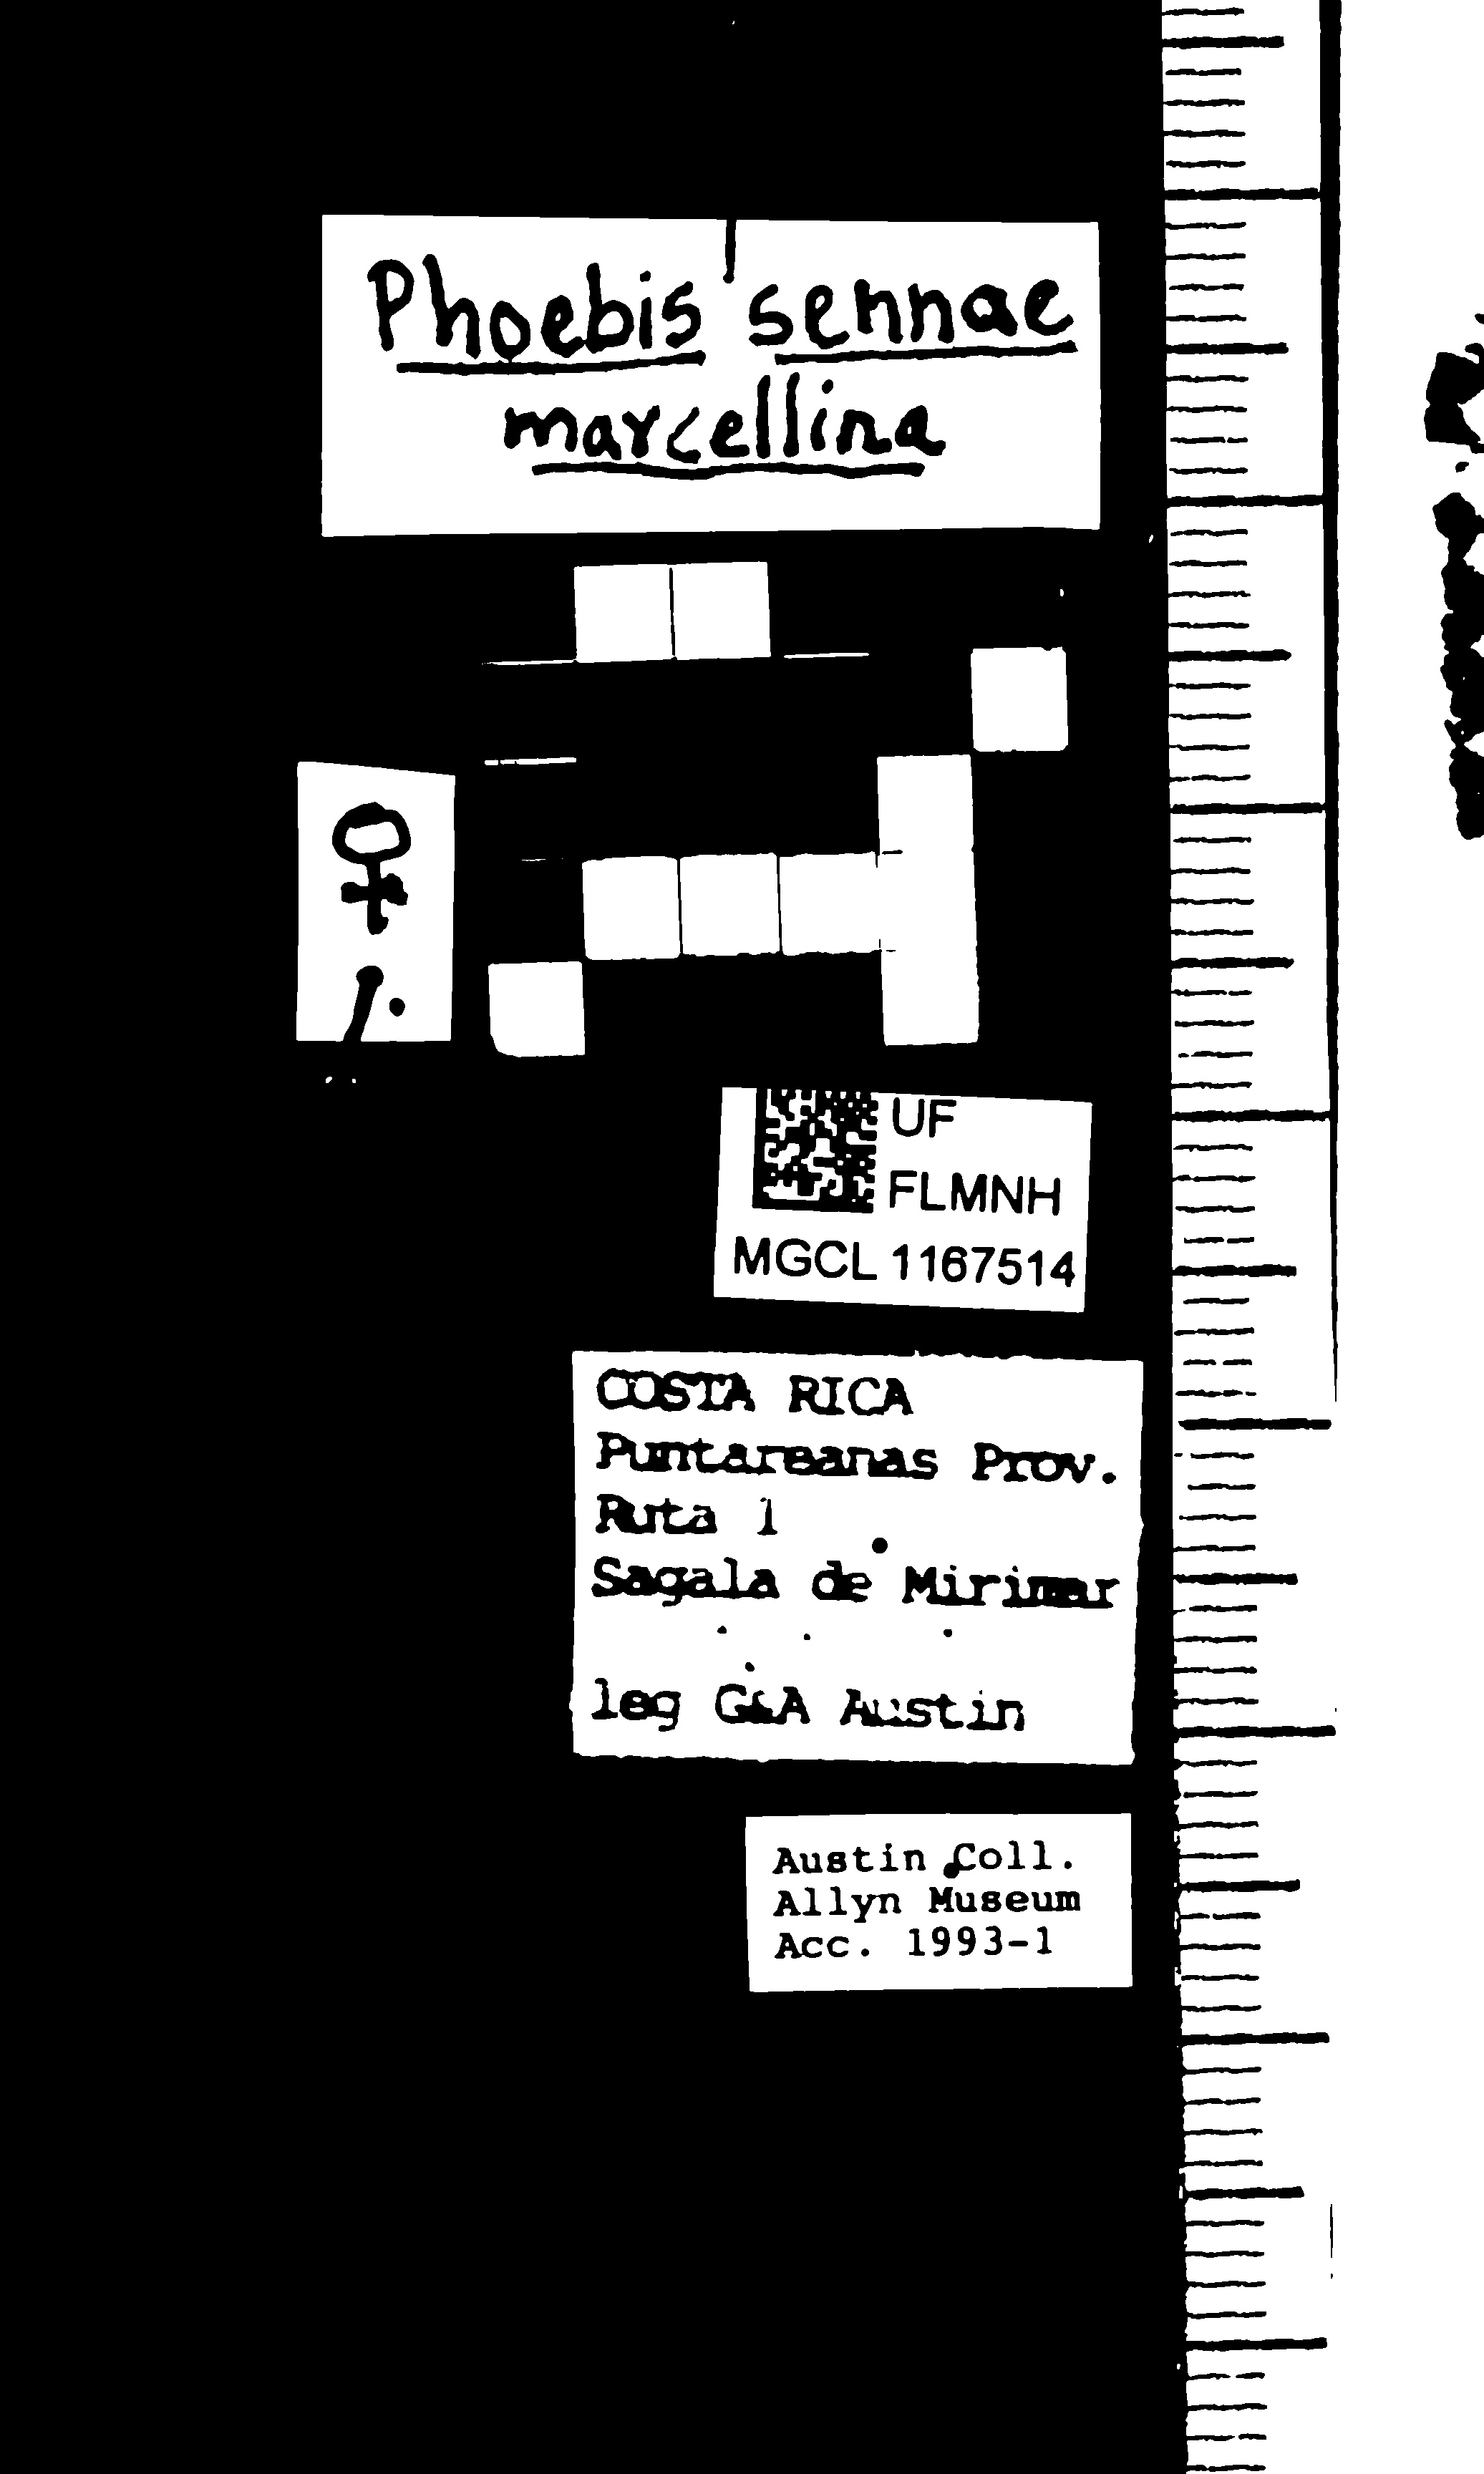 Phoebis sennae
marcellina
♀
UF
FLMNH
MGCL 1167514
COSTA RICA
Puntareanas Prov.
Ruta 1
Sagala de Mirimar
leg G&A Austin
Austin Coll.
Allyn Museum
Acc. 1993-1